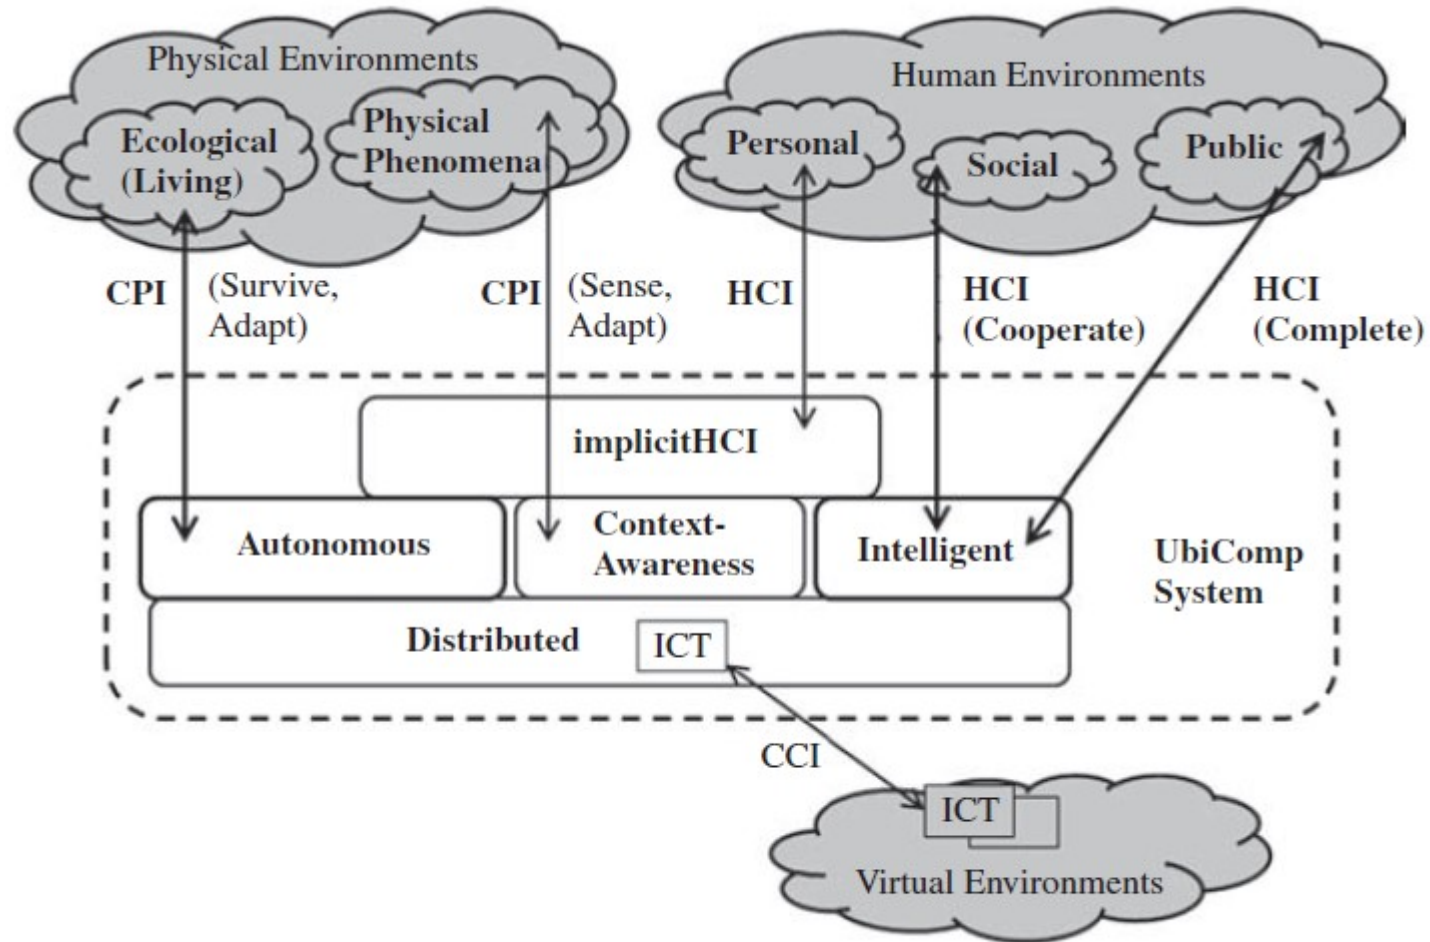 Physical Environments
Ecological
(Living)
Physical
Phenomena
Human Environments
Personal
Social
Public
CPI
(Survive,
Adapt)
CPI
(Sense,
Adapt)
HCI
HCI
(Cooperate)
HCI
(Complete)
implicitHCI
Autonomous
Context-
Awareness
Intelligent
UbiComp
System
Distributed
ICT
CCI
ICT
Virtual Environments